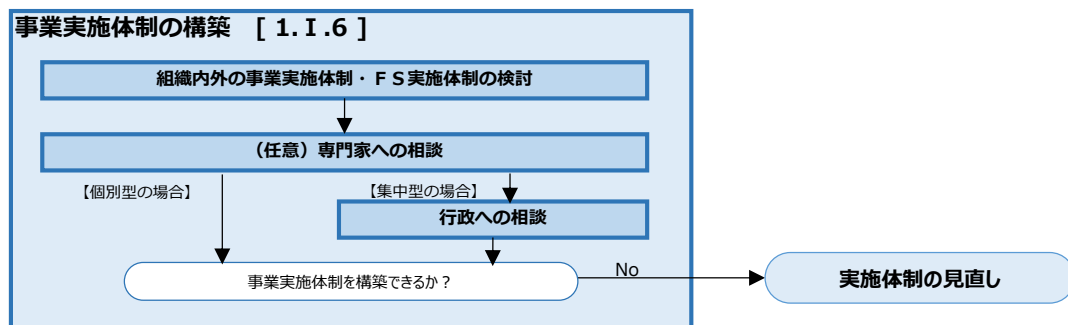 事業実施体制の構築 [ 1.Ⅰ.6 ]
組織内外の事業実施体制・ＦＳ実施体制の検討
（任意）専門家への相談
【個別型の場合】
【集中型の場合】
行政への相談
事業実施体制を構築できるか？
No
実施体制の見直し